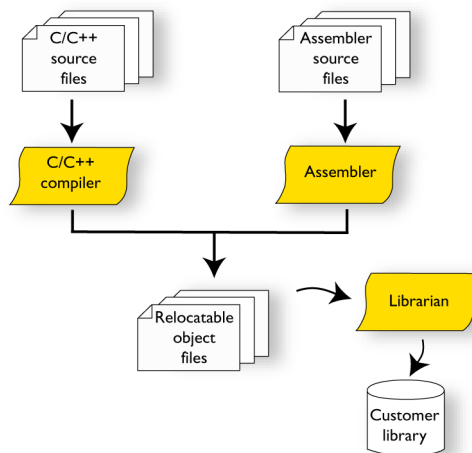 C/C++
source
files
Assembler
source
files
C/C++
compiler
Assembler
Relocatable
object
files
Librarian
Customer
library